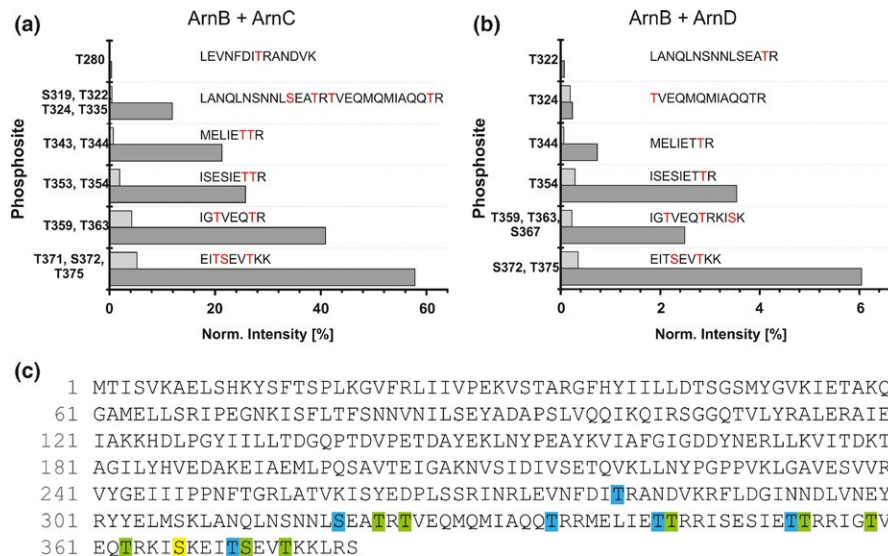 (a) ArnB + ArnC
Phosphosite
T280 LEVNFDITRANDVK
S319, T322 LANQLNSNNLSEATRTVEQMQMIAQQTR
T324, T335
T343, T344 MELIETTR
T353, T354 ISESIETTR
T359, T363 IGTVEQTR
T371, S372, EITSEVTKK
T375
0 20 40 60
Norm. Intensity [%]
(b) ArnB + ArnD
Phosphosite
T322 LANQLNSNNLSEATR
T324 TVEQMQMIAQQTR
T344 MELIETTR
T354 ISESIETTR
T359, T363, IGTVEQTRKISK
S367
S372, T375 EITSEVTKK
0 2 4 6
Norm. Intensity [%]
(c)
1 MTISVKAELSHKYSFTSPLKGVFRLIIVPEKVSTARGFHYIILLDTSGSMYGVKIETAKQ
61 GAMELLSRIPEGNKISFLTFSNNVNILSEYADAPSLVQQIKQIRSGGQTVLYRALERAIE
121 IAKKHDLPGYIILLTDGQPTDVPETDAYEKLNYPEAYKVIAFGIGDDYNERLLKVITDKT
181 AGILYHVEDAKEIAEMLPQSAVTEIGAKNVSIDIVSETQVKLLNYPGPPVKLGAVESVVR
241 VYGEIIIPPNFTGRLATVKISYEDPLSSRINRLEVNFDITRANDVKRFLDGINNDLVNEY
301 RYYELMSKLANQLNSNNLSEATRTVEQMQMIAQQTRRMELIETTRRISESIETTRRIGTV
361 EQTRKISKEITSEVTKKLRS